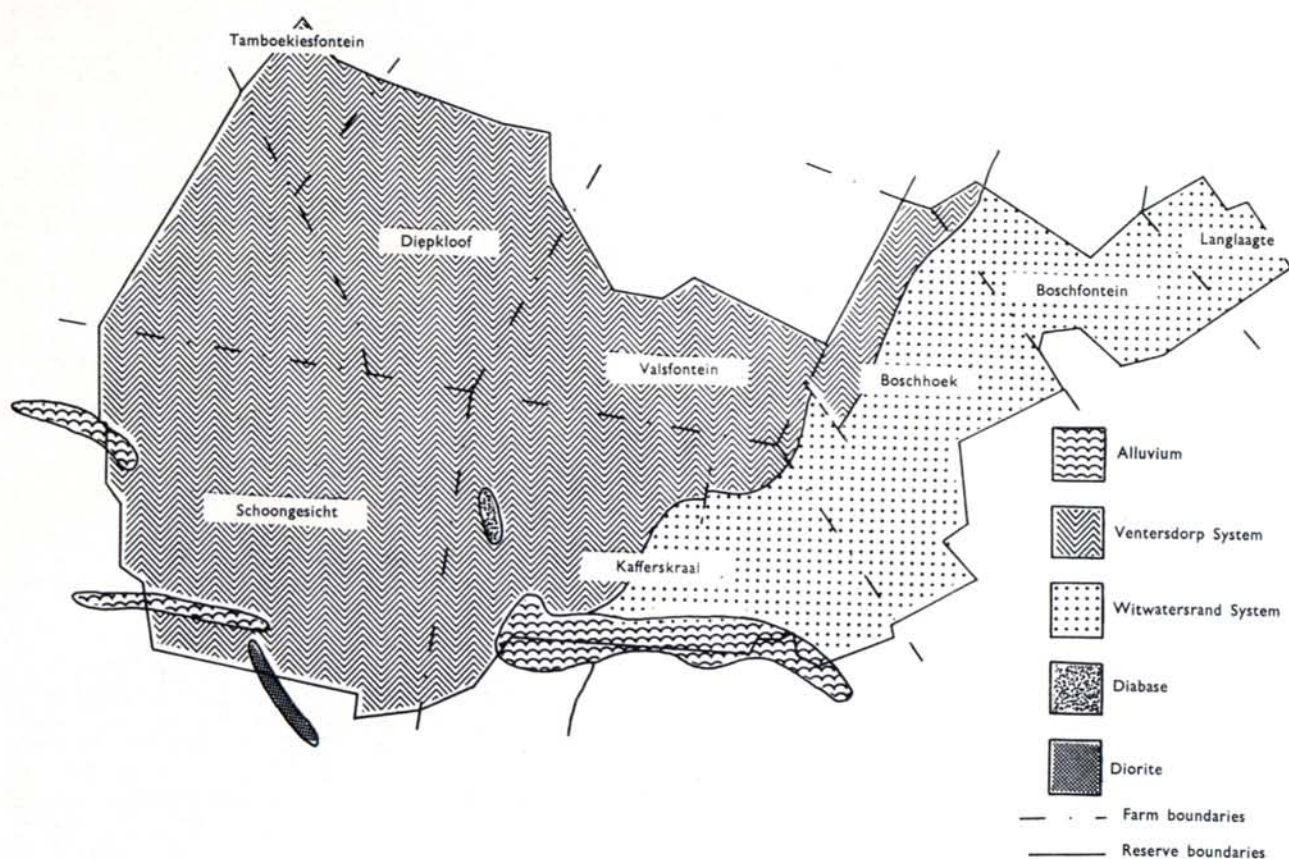 Tamboekiesfontein
Diepkloof
Langlaagte
Boschfontein
Valsfontein
Boschhoek
Schoongesicht
Kafferskraal
Alluvium
Ventersdorp System
Witwatersrand System
Diabase
Diorite
Farm boundaries
Reserve boundaries